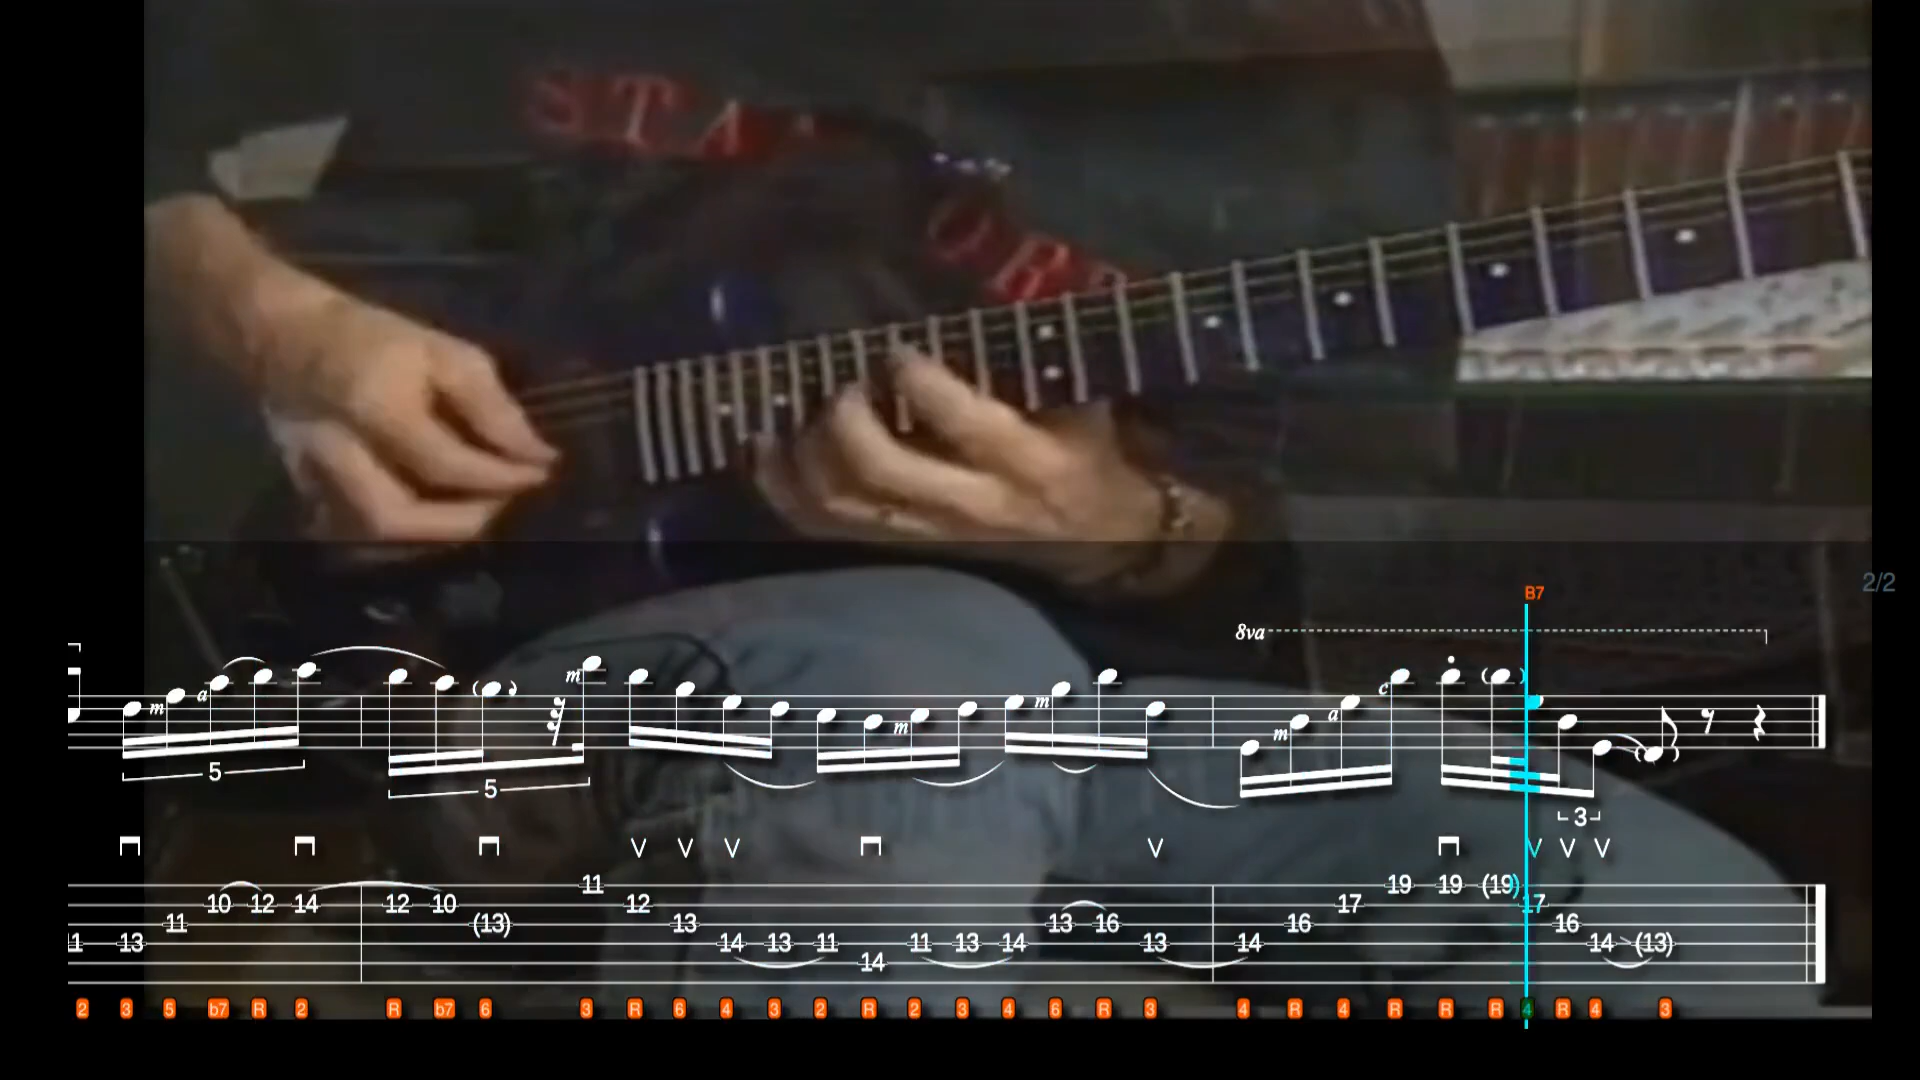 STA
ORD
2/2
B7
8va
m a m m m m a c
5 5 3
11 19 19 (19)
10 12 14 12 10 12 17 17
11 (13) 13 13 16 16 16
1 13 14 13 11 11 13 14 13 14 14 (13)
14
2 3 5 b7 R 2 R b7 6 3 R 6 4 3 2 R 2 3 4 6 R 3 4 R 4 R R R 4 R 4 3